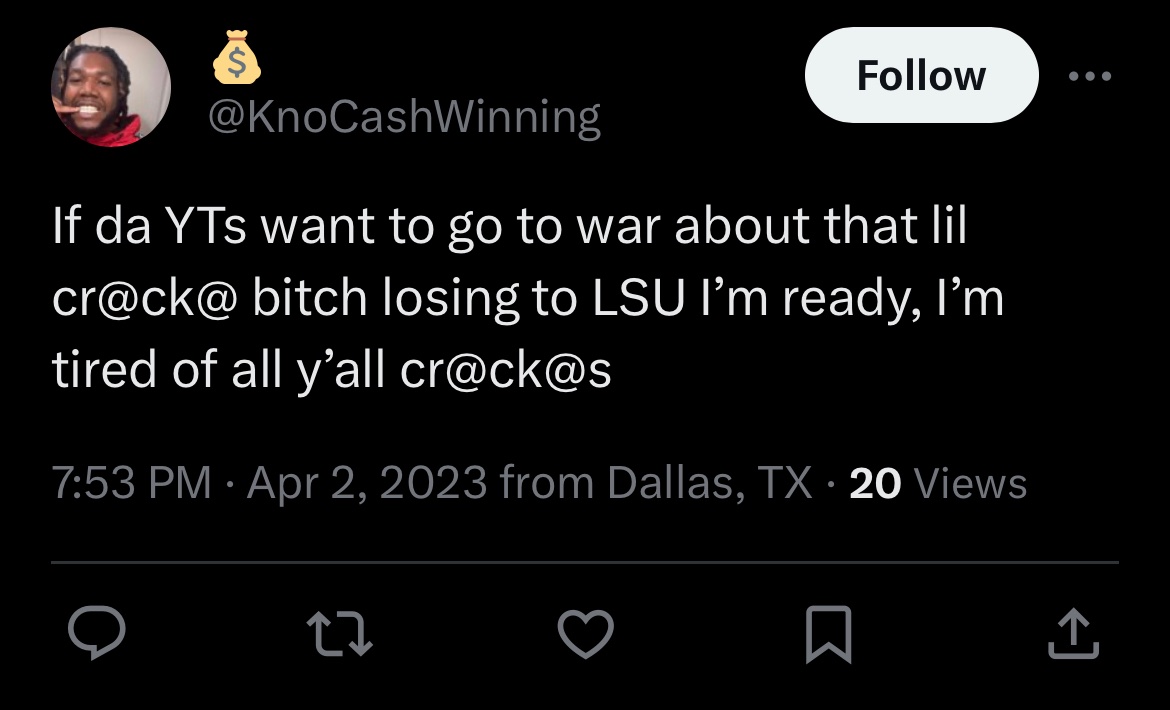 @KnoCashWinning
Follow
If da YTs want to go to war about that lil
cr@ck@ bitch losing to LSU I’m ready, I’m
tired of all y’all cr@ck@s
7:53 PM · Apr 2, 2023 from Dallas, TX · 20 Views